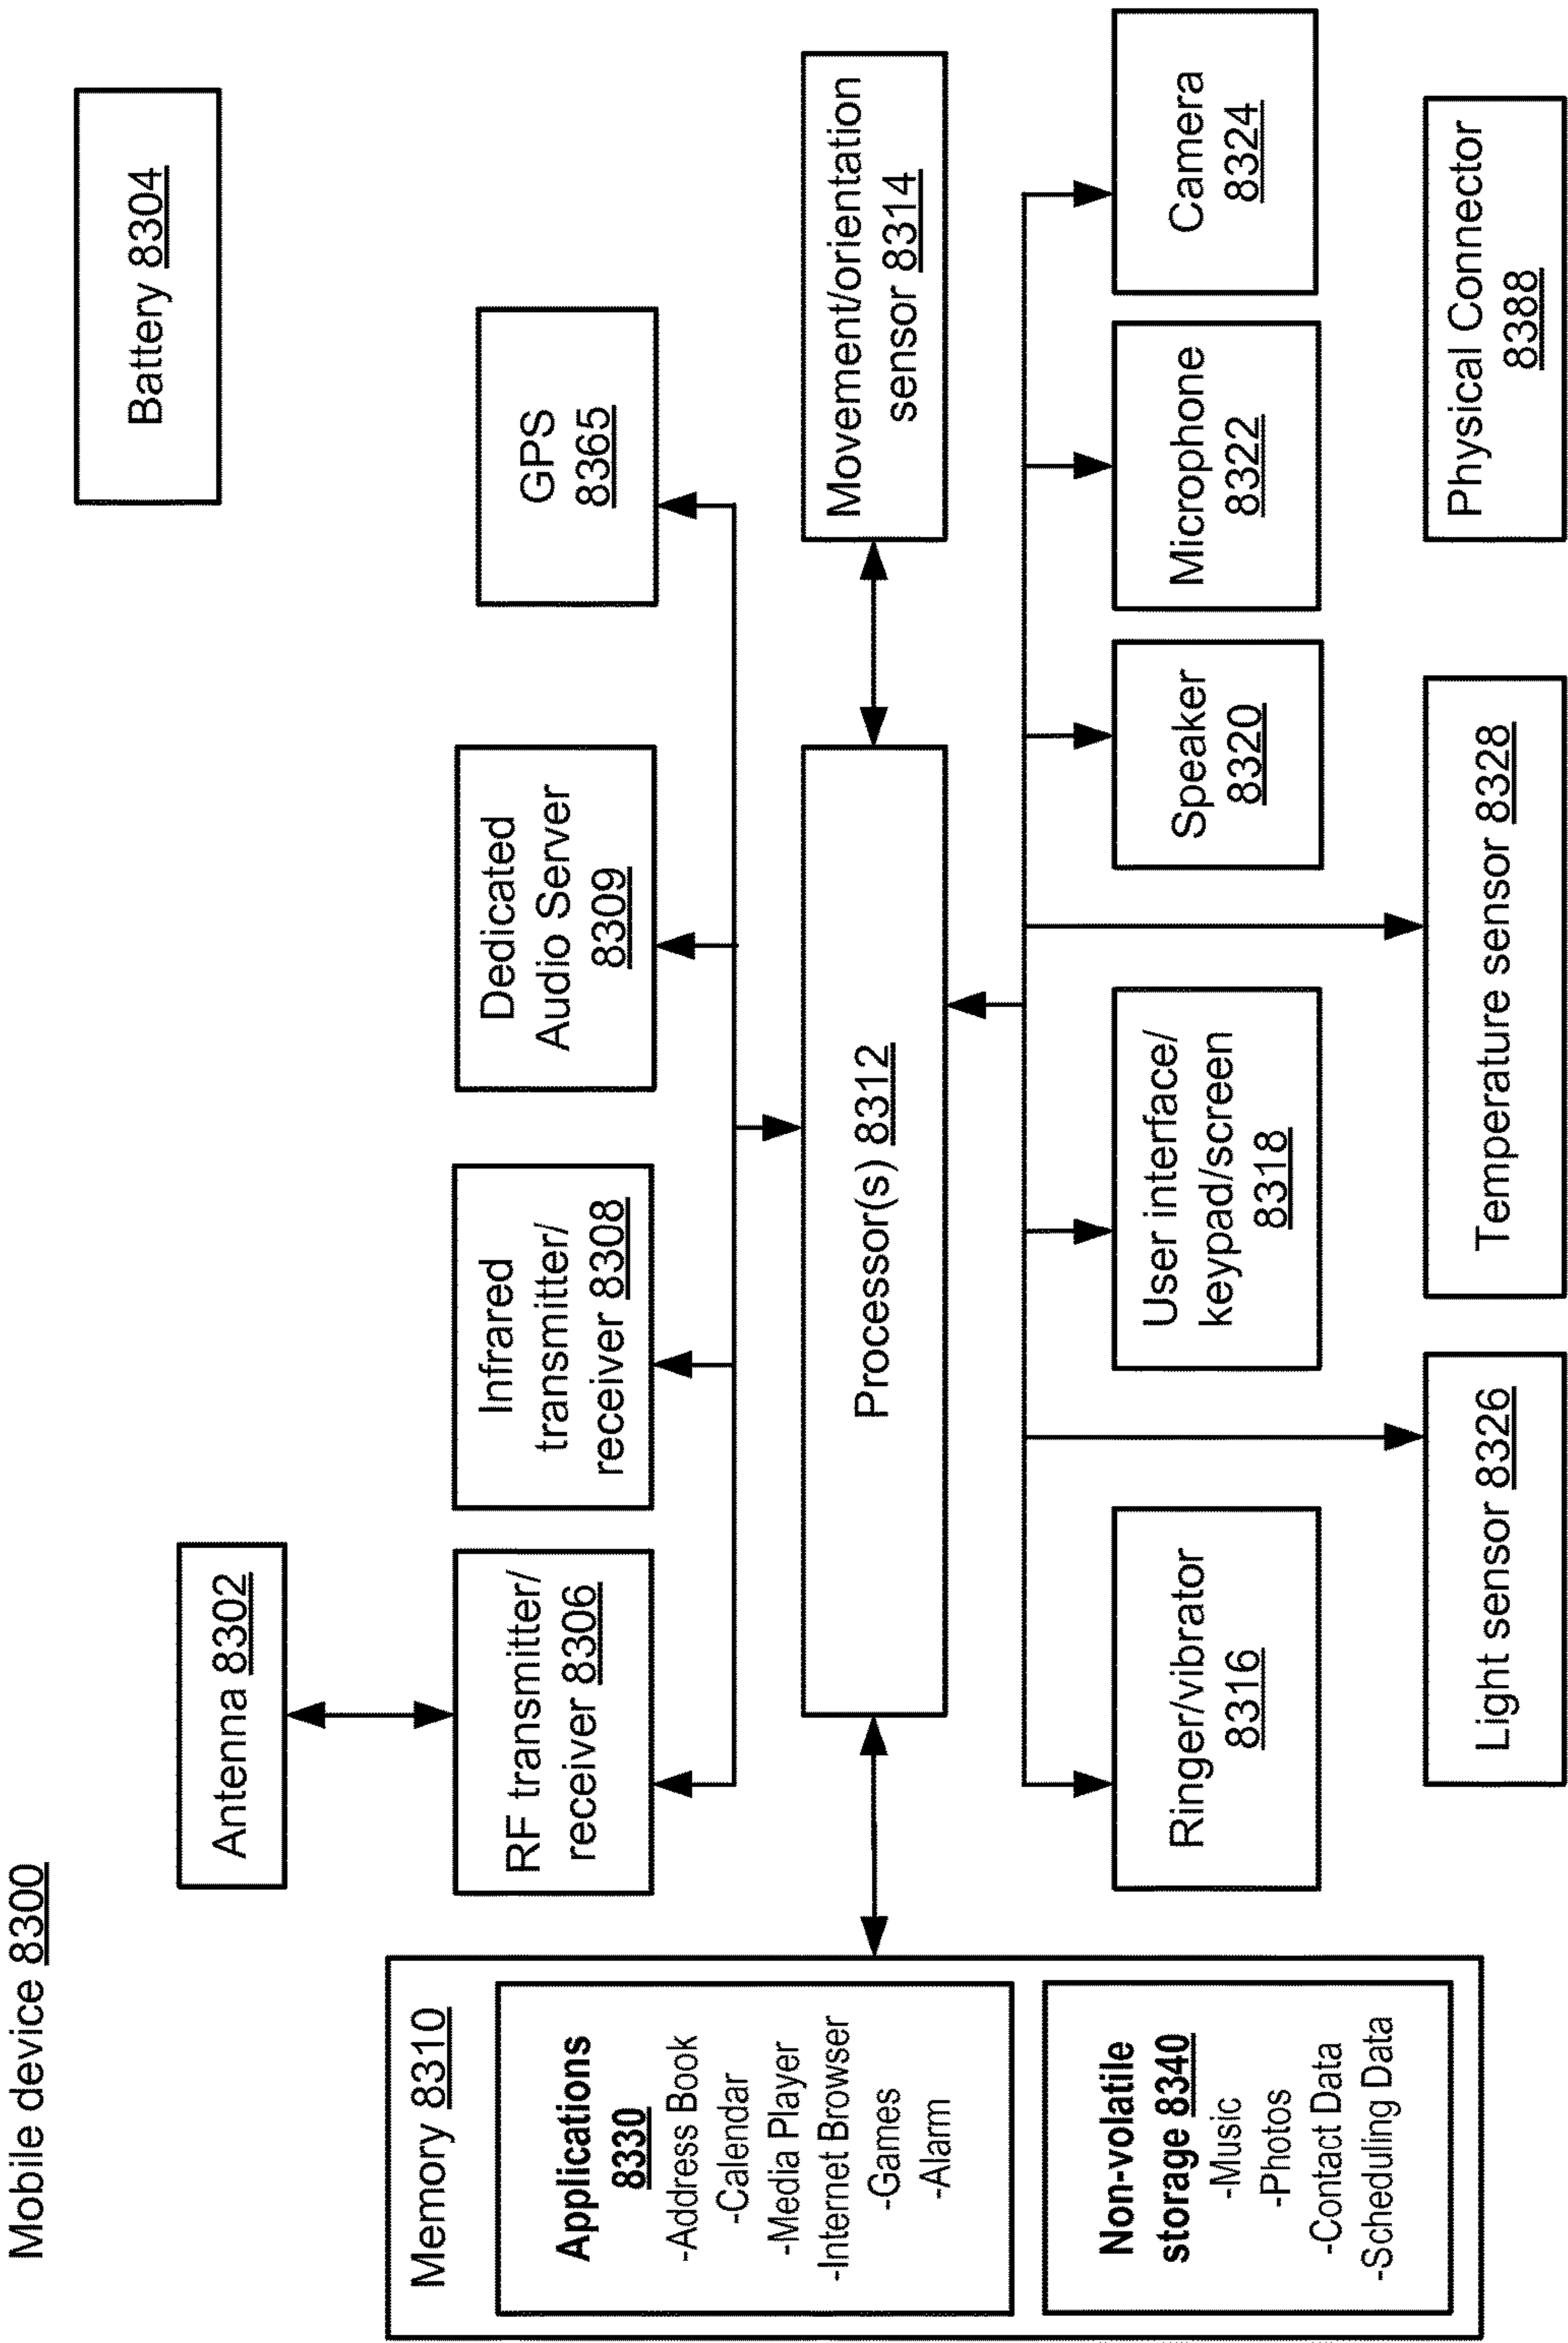 Mobile device 8300
Antenna 8302
Battery 8304
RF transmitter/
receiver 8306
Infrared
transmitter/
receiver 8308
Dedicated
Audio Server
8309
GPS
8365
Memory 8310
Applications
8330
-Address Book
-Calendar
-Media Player
-Internet Browser
-Games
-Alarm
Non-volatile
storage 8340
-Music
-Photos
-Contact Data
-Scheduling Data
Processor(s) 8312
Movement/orientation
sensor 8314
Ringer/vibrator
8316
User interface/
keypad/screen
8318
Speaker
8320
Microphone
8322
Camera
8324
Light sensor 8326
Temperature sensor 8328
Physical Connector
8388